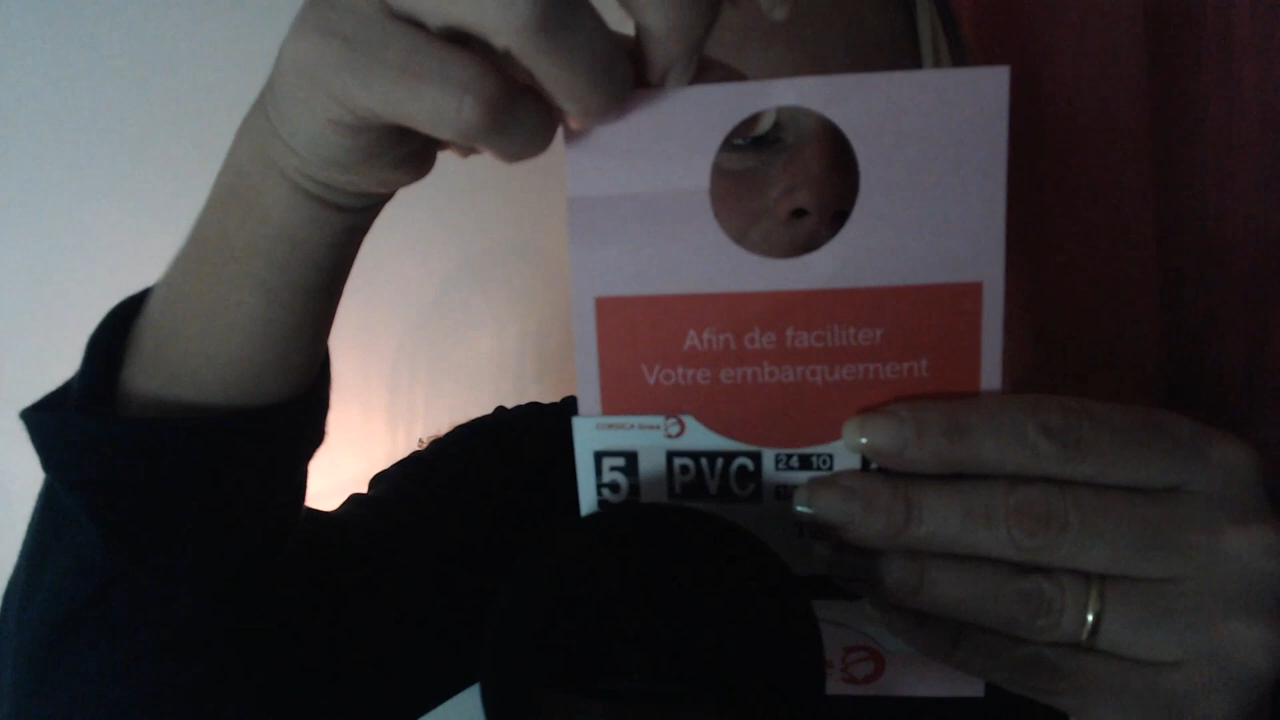 Afin de faciliter
Votre embarquement
CORSICA linea
5 PVC 24 10